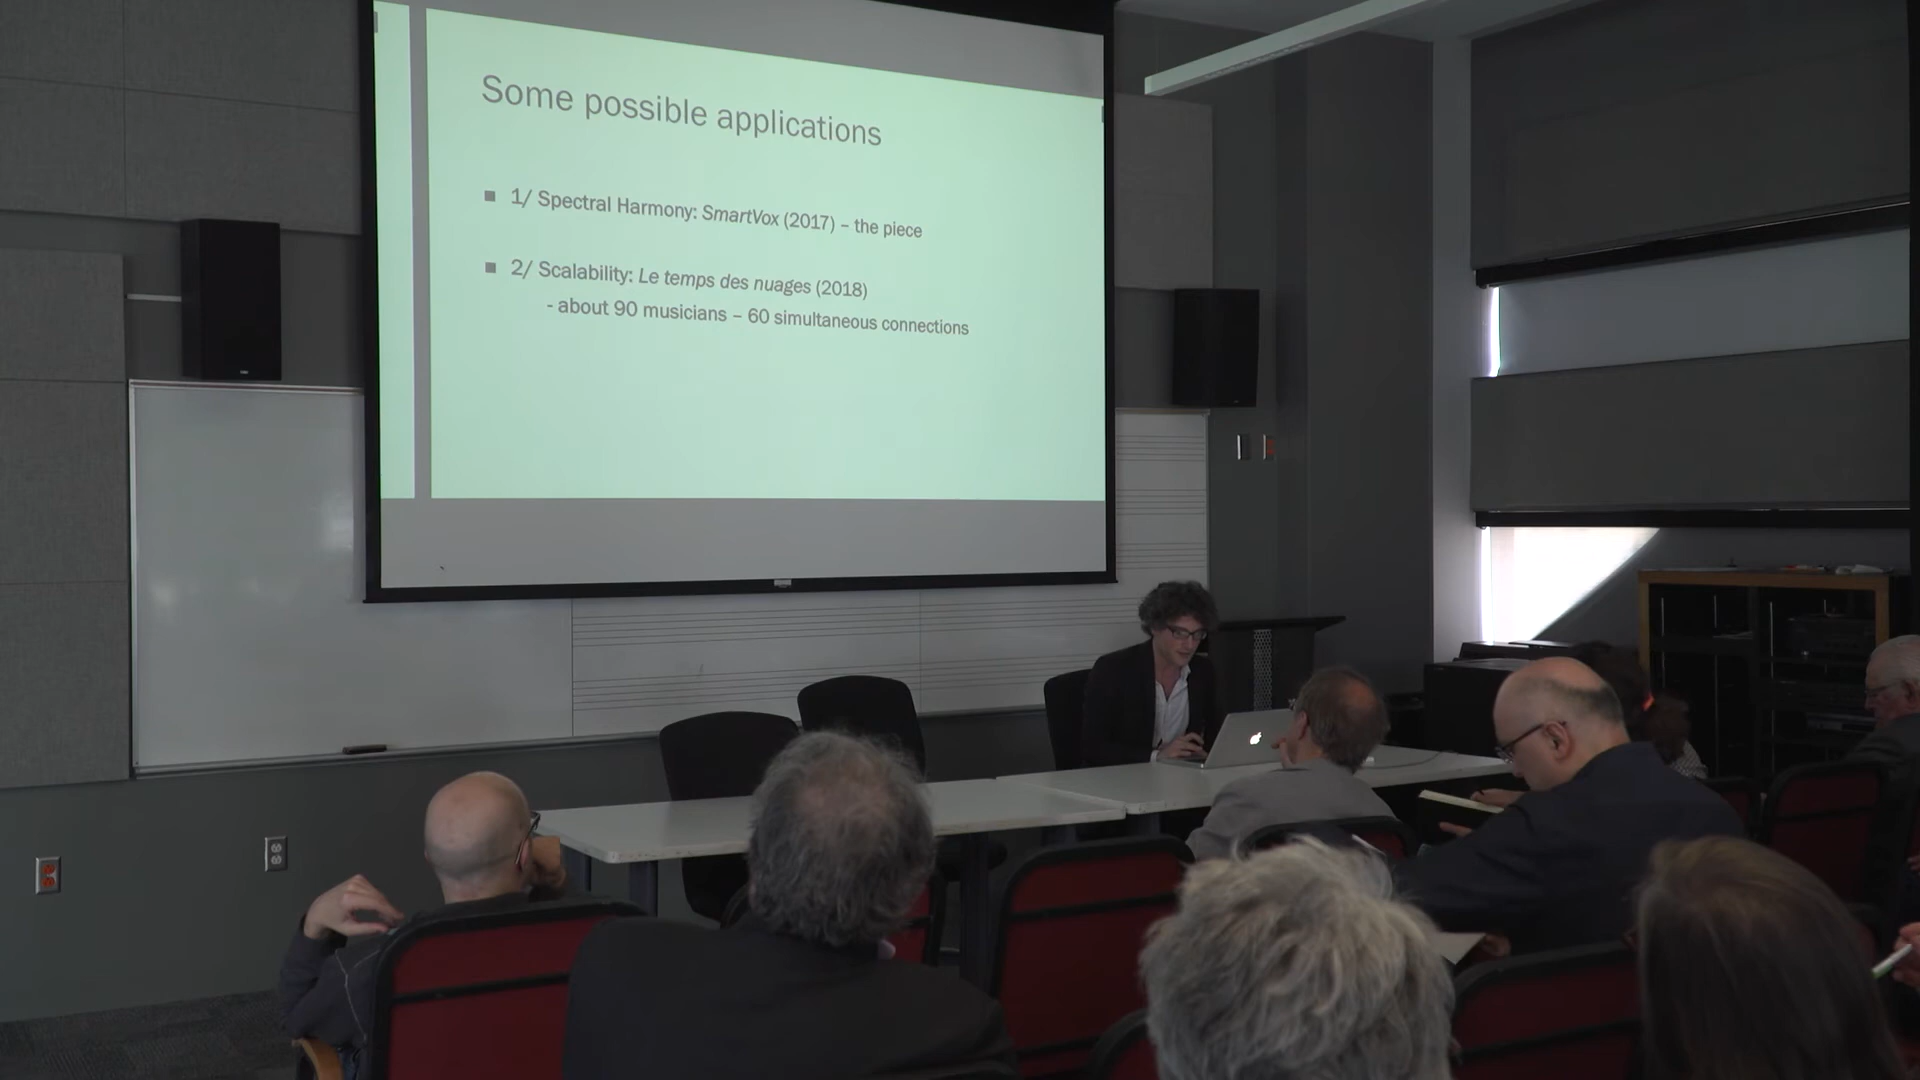 Some possible applications
1/ Spectral Harmony: SmartVox (2017) – the piece
2/ Scalability: Le temps des nuages (2018)
- about 90 musicians – 60 simultaneous connections